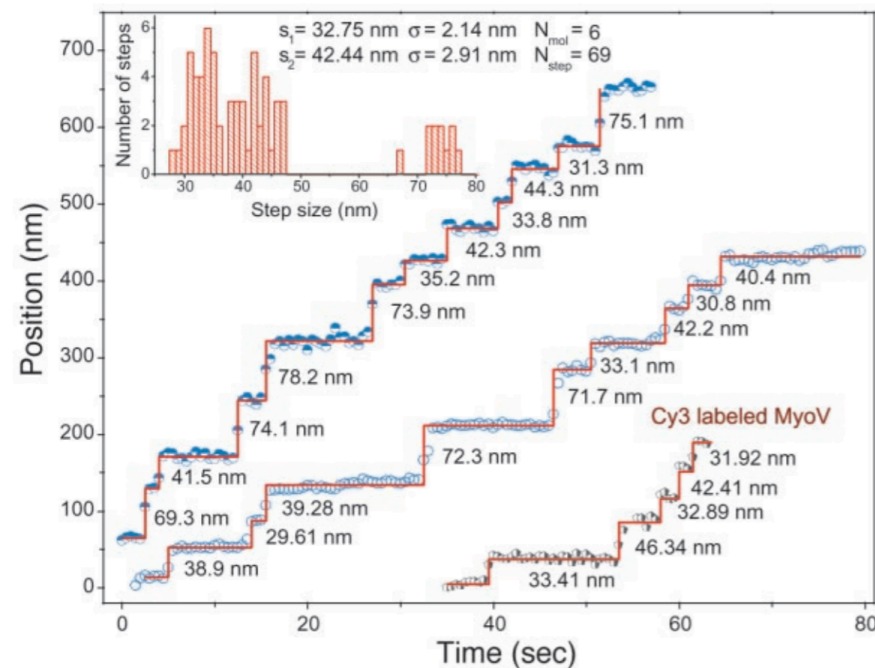 s1= 32.75 nm σ= 2.14 nm Nmol= 6
s2= 42.44 nm σ= 2.91 nm Nstep= 69
Number of steps
6
4
2
0
30 40 50 60 70 80
Step size (nm)
Position (nm)
700
600
500
400
300
200
100
0
75.1 nm
31.3 nm
44.3 nm
33.8 nm
42.3 nm
35.2 nm
73.9 nm
78.2 nm
74.1 nm
41.5 nm
69.3 nm
40.4 nm
30.8 nm
42.2 nm
33.1 nm
71.7 nm
72.3 nm
39.28 nm
29.61 nm
38.9 nm
Cy3 labeled MyoV
31.92 nm
42.41 nm
32.89 nm
46.34 nm
33.41 nm
0 20 40 60 80
Time (sec)